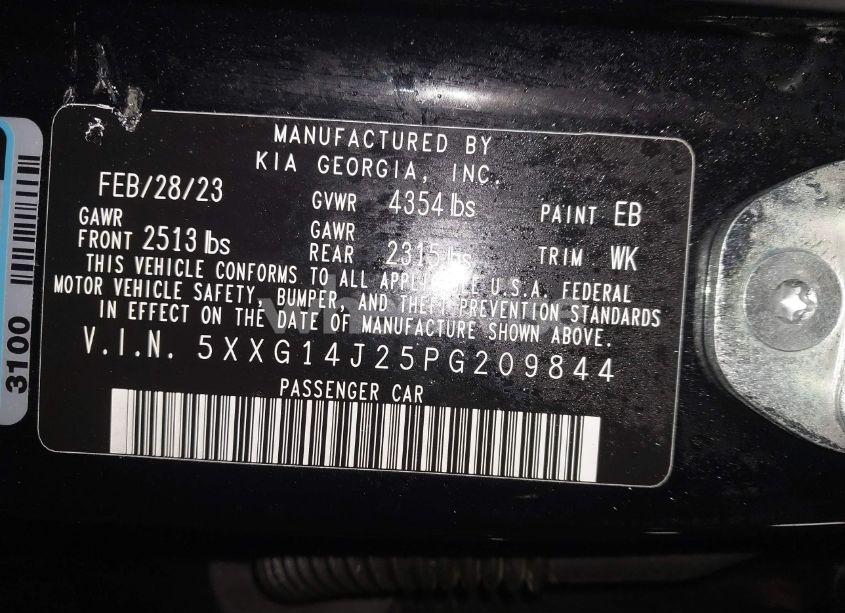 MANUFACTURED BY
KIA GEORGIA, INC.
FEB/28/23 GVWR 4354 lbs PAINT EB
GAWR FRONT 2513 lbs GAWR REAR 2315 lbs TRIM WK
THIS VEHICLE CONFORMS TO ALL APPLICABLE U.S.A. FEDERAL
MOTOR VEHICLE SAFETY, BUMPER, AND THEFT PREVENTION STANDARDS
IN EFFECT ON THE DATE OF MANUFACTURE SHOWN ABOVE.
V.I.N. 5XXG14J25PG209844
PASSENGER CAR
3100